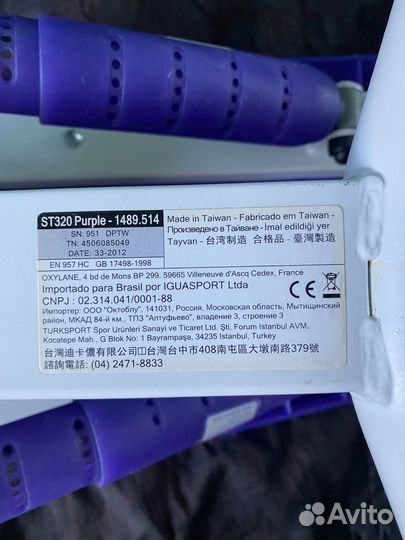 ST320 Purple - 1489.514
SN: 951 DPTW
TN: 4506085049
DATE: 33-2012
EN 957 HC GB 17498-1998
Made in Taiwan - Fabricado em Taiwan -
Произведено в Тайване - İmal edildiği yer
Tayvan - 台湾制造 合格品 - 臺灣製造
OXYLANE, 4 bd de Mons BP 299, 59665 Villeneuve d'Ascq Cedex, France
Importado para Brasil por IGUASPORT Ltda
CNPJ : 02.314.041/0001-88
CE
Импортер: ООО "Октоблу", 141031, Россия, Московская область, Мытищинский
район, МКАД 84-й км., ТПЗ "Алтуфьево", владение 3, строение 3
TURKSPORT Spor Ürünleri Sanayi ve Ticaret Ltd. Şti, Forum Istanbul AVM,
Kocatepe Mah., G Blok No: 1 Bayrampaşa, 34235 Istanbul, Turkey
台灣迪卡儂有限公司 台灣台中市408南屯區大墩南路379號
諮詢電話: (04) 2471-8833
Avito